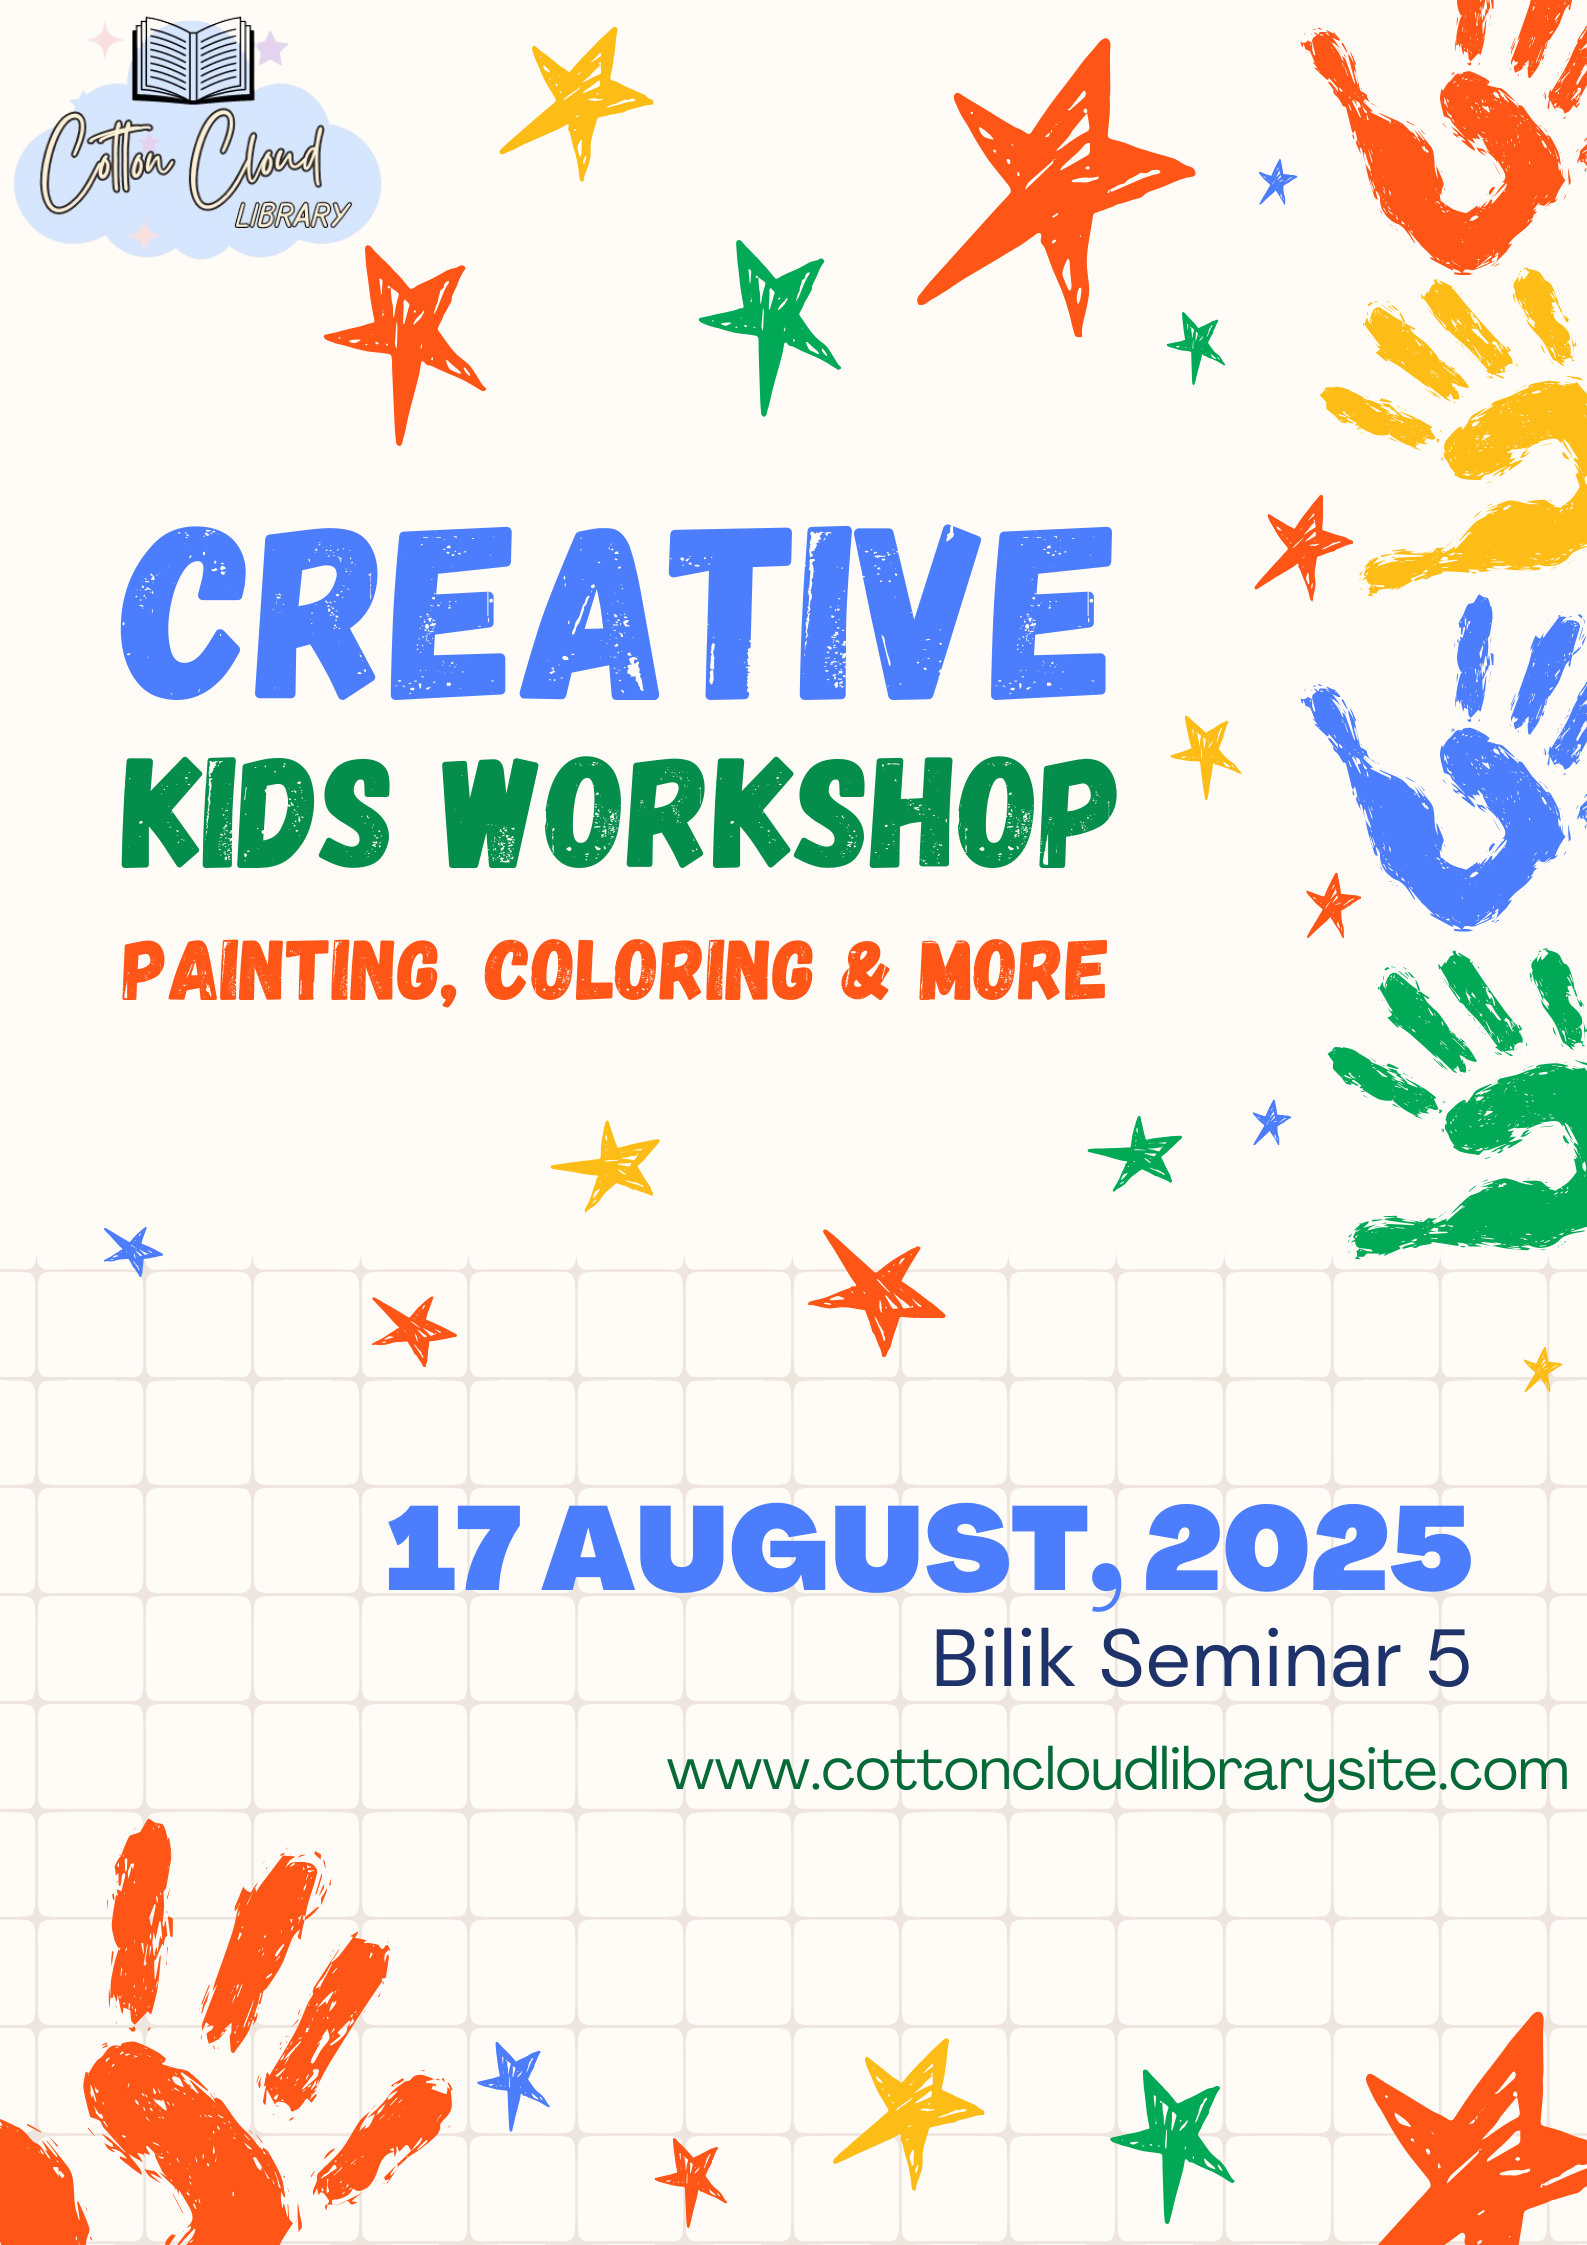 Cotton Cloud
LIBRARY
CREATIVE
KIDS WORKSHOP
PAINTING, COLORING & MORE
17 AUGUST, 2025
Bilik Seminar 5
www.cottoncloudlibrarysite.com